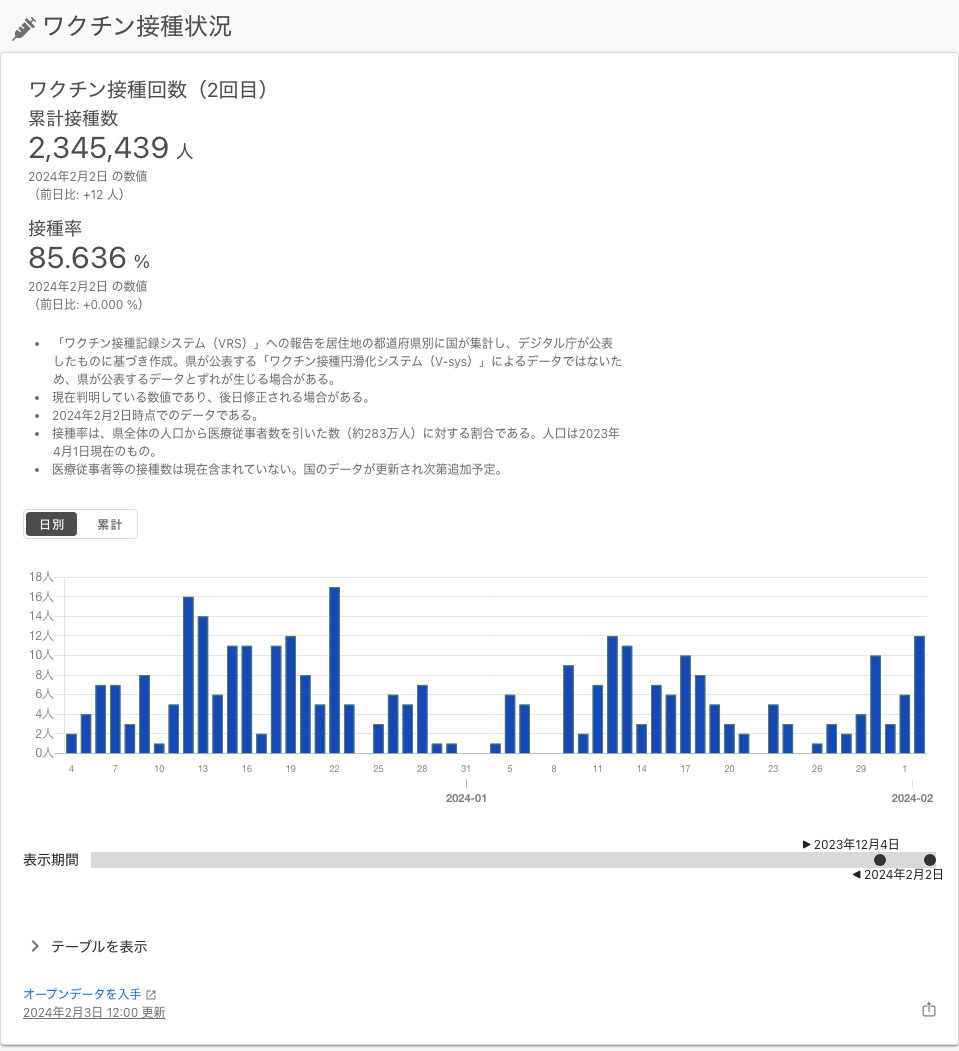 ワクチン接種状況
ワクチン接種回数（2回目）
累計接種数
2,345,439 人
2024年2月2日 の数値
（前日比: +12 人）
接種率
85.636 %
2024年2月2日 の数値
（前日比: +0.000 %）
• 「ワクチン接種記録システム（VRS）」への報告を居住地の都道府県別に国が集計し、デジタル庁が公表
したものに基づき作成。県が公表する「ワクチン接種円滑化システム（V-sys）」によるデータではないた
め、県が公表するデータとずれが生じる場合がある。
• 現在判明している数値であり、後日修正される場合がある。
• 2024年2月2日時点でのデータである。
• 接種率は、県全体の人口から医療従事者数を引いた数（約283万人）に対する割合である。人口は2023年
4月1日現在のもの。
• 医療従事者等の接種数は現在含まれていない。国のデータが更新され次第追加予定。
日別 累計
18人
16人
14人
12人
10人
8人
6人
4人
2人
0人
4 7 10 13 16 19 22 25 28 31 5 8 11 14 17 20 23 26 29 1
2024-01 2024-02
2023年12月4日
表示期間
2024年2月2日
テーブルを表示
オープンデータを入手
2024年2月3日 12:00 更新